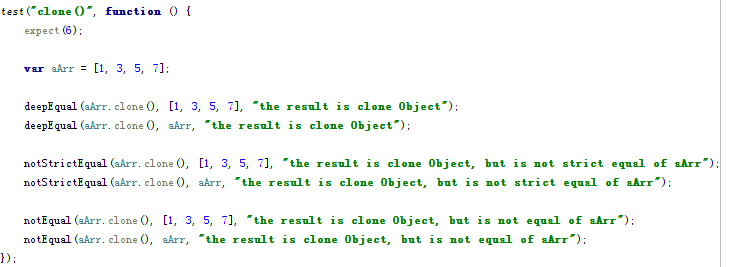 test("clone()", function () {
expect(6);
var aArr = [1, 3, 5, 7];
deepEqual(aArr.clone(), [1, 3, 5, 7], "the result is clone Object");
deepEqual(aArr.clone(), aArr, "the result is clone Object");
notStrictEqual(aArr.clone(), [1, 3, 5, 7], "the result is clone Object, but is not strict equal of aArr");
notStrictEqual(aArr.clone(), aArr, "the result is clone Object, but is not strict equal of aArr");
notEqual(aArr.clone(), [1, 3, 5, 7], "the result is clone Object, but is not equal of aArr");
notEqual(aArr.clone(), aArr, "the result is clone Object, but is not equal of aArr");
});